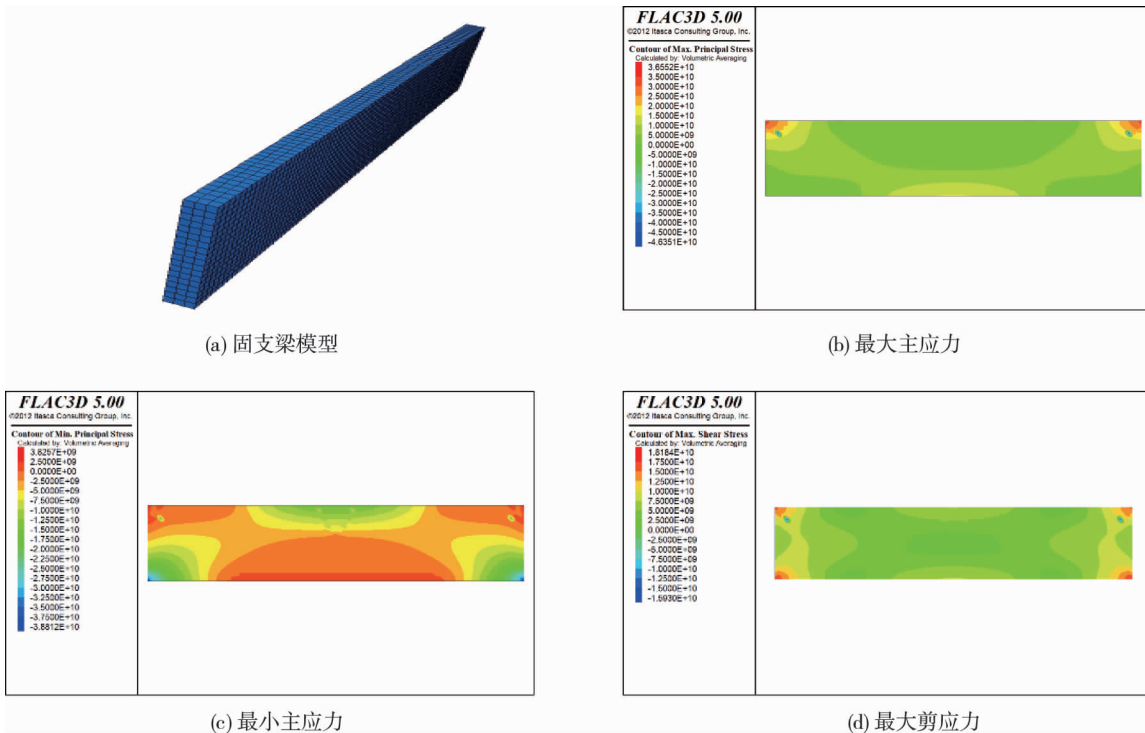 (a) 固支梁模型
FLAC3D 5.00
©2012 Itasca Consulting Group, Inc.
Contour of Max. Principal Stress
Calculated by: Volumetric Averaging
3.6552E+10
3.5000E+10
3.0000E+10
2.5000E+10
2.0000E+10
1.5000E+10
1.0000E+10
5.0000E+09
0.0000E+00
-5.0000E+09
-1.0000E+10
-1.5000E+10
-2.0000E+10
-2.5000E+10
-3.0000E+10
-3.5000E+10
-4.0000E+10
-4.5000E+10
-4.6351E+10
(b) 最大主应力
FLAC3D 5.00
©2012 Itasca Consulting Group, Inc.
Contour of Min. Principal Stress
Calculated by: Volumetric Averaging
3.8257E+09
2.5000E+09
0.0000E+00
-2.5000E+09
-5.0000E+09
-7.5000E+09
-1.0000E+10
-1.2500E+10
-1.5000E+10
-1.7500E+10
-2.0000E+10
-2.2500E+10
-2.5000E+10
-2.7500E+10
-3.0000E+10
-3.2500E+10
-3.5000E+10
-3.7500E+10
-3.8812E+10
(c) 最小主应力
FLAC3D 5.00
©2012 Itasca Consulting Group, Inc.
Contour of Max. Shear Stress
Calculated by: Volumetric Averaging
1.8184E+10
1.7500E+10
1.5000E+10
1.2500E+10
1.0000E+10
7.5000E+09
5.0000E+09
2.5000E+09
0.0000E+00
-2.5000E+09
-5.0000E+09
-7.5000E+09
-1.0000E+10
-1.2500E+10
-1.5000E+10
-1.5930E+10
(d) 最大剪应力